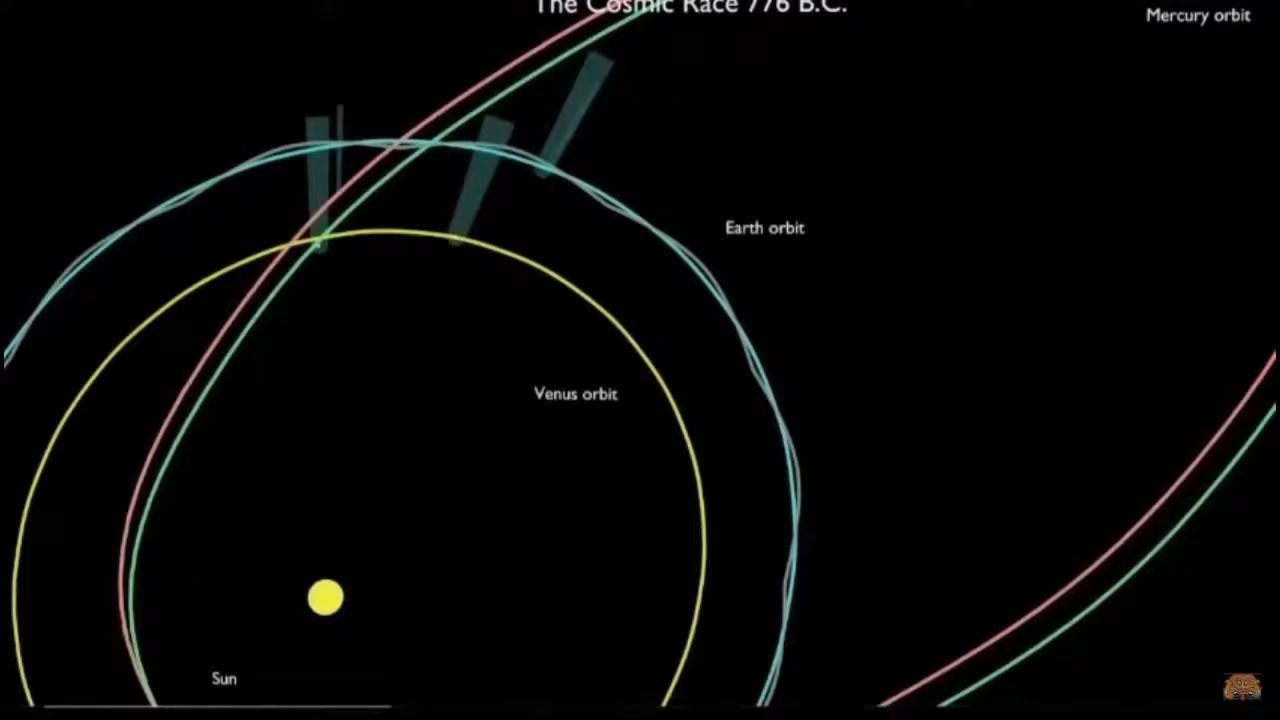 The Cosmic Race 776 B.C.
Mercury orbit
Earth orbit
Venus orbit
Sun